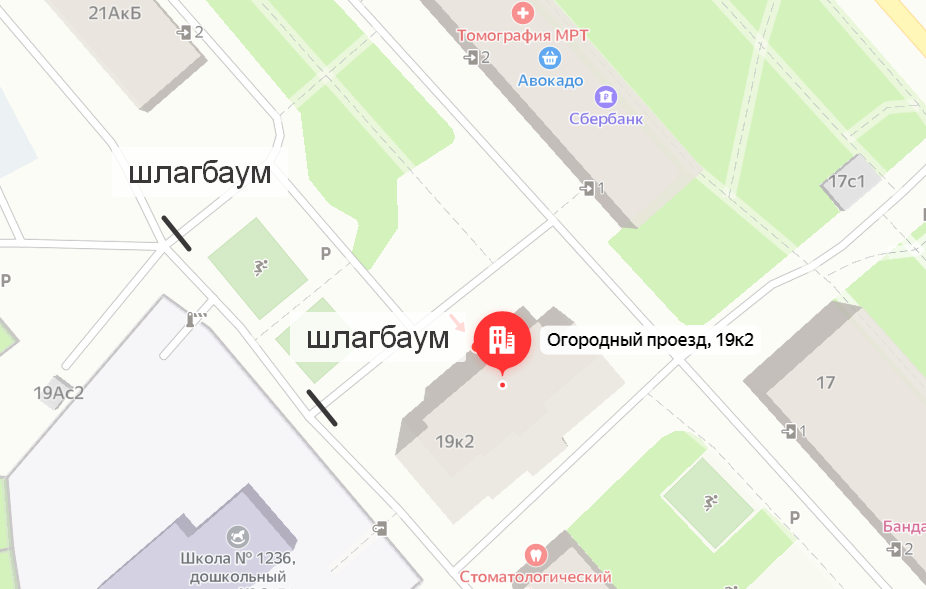 21АкБ
2
Томография МРТ
2
Авокадо
Сбербанк
шлагбаум
1
17с1
P
P
шлагбаум
Огородный проезд, 19к2
19Ас2
17
19к2
1
P
Банда
2
Школа № 1236,
дошкольный
Стоматологический
2